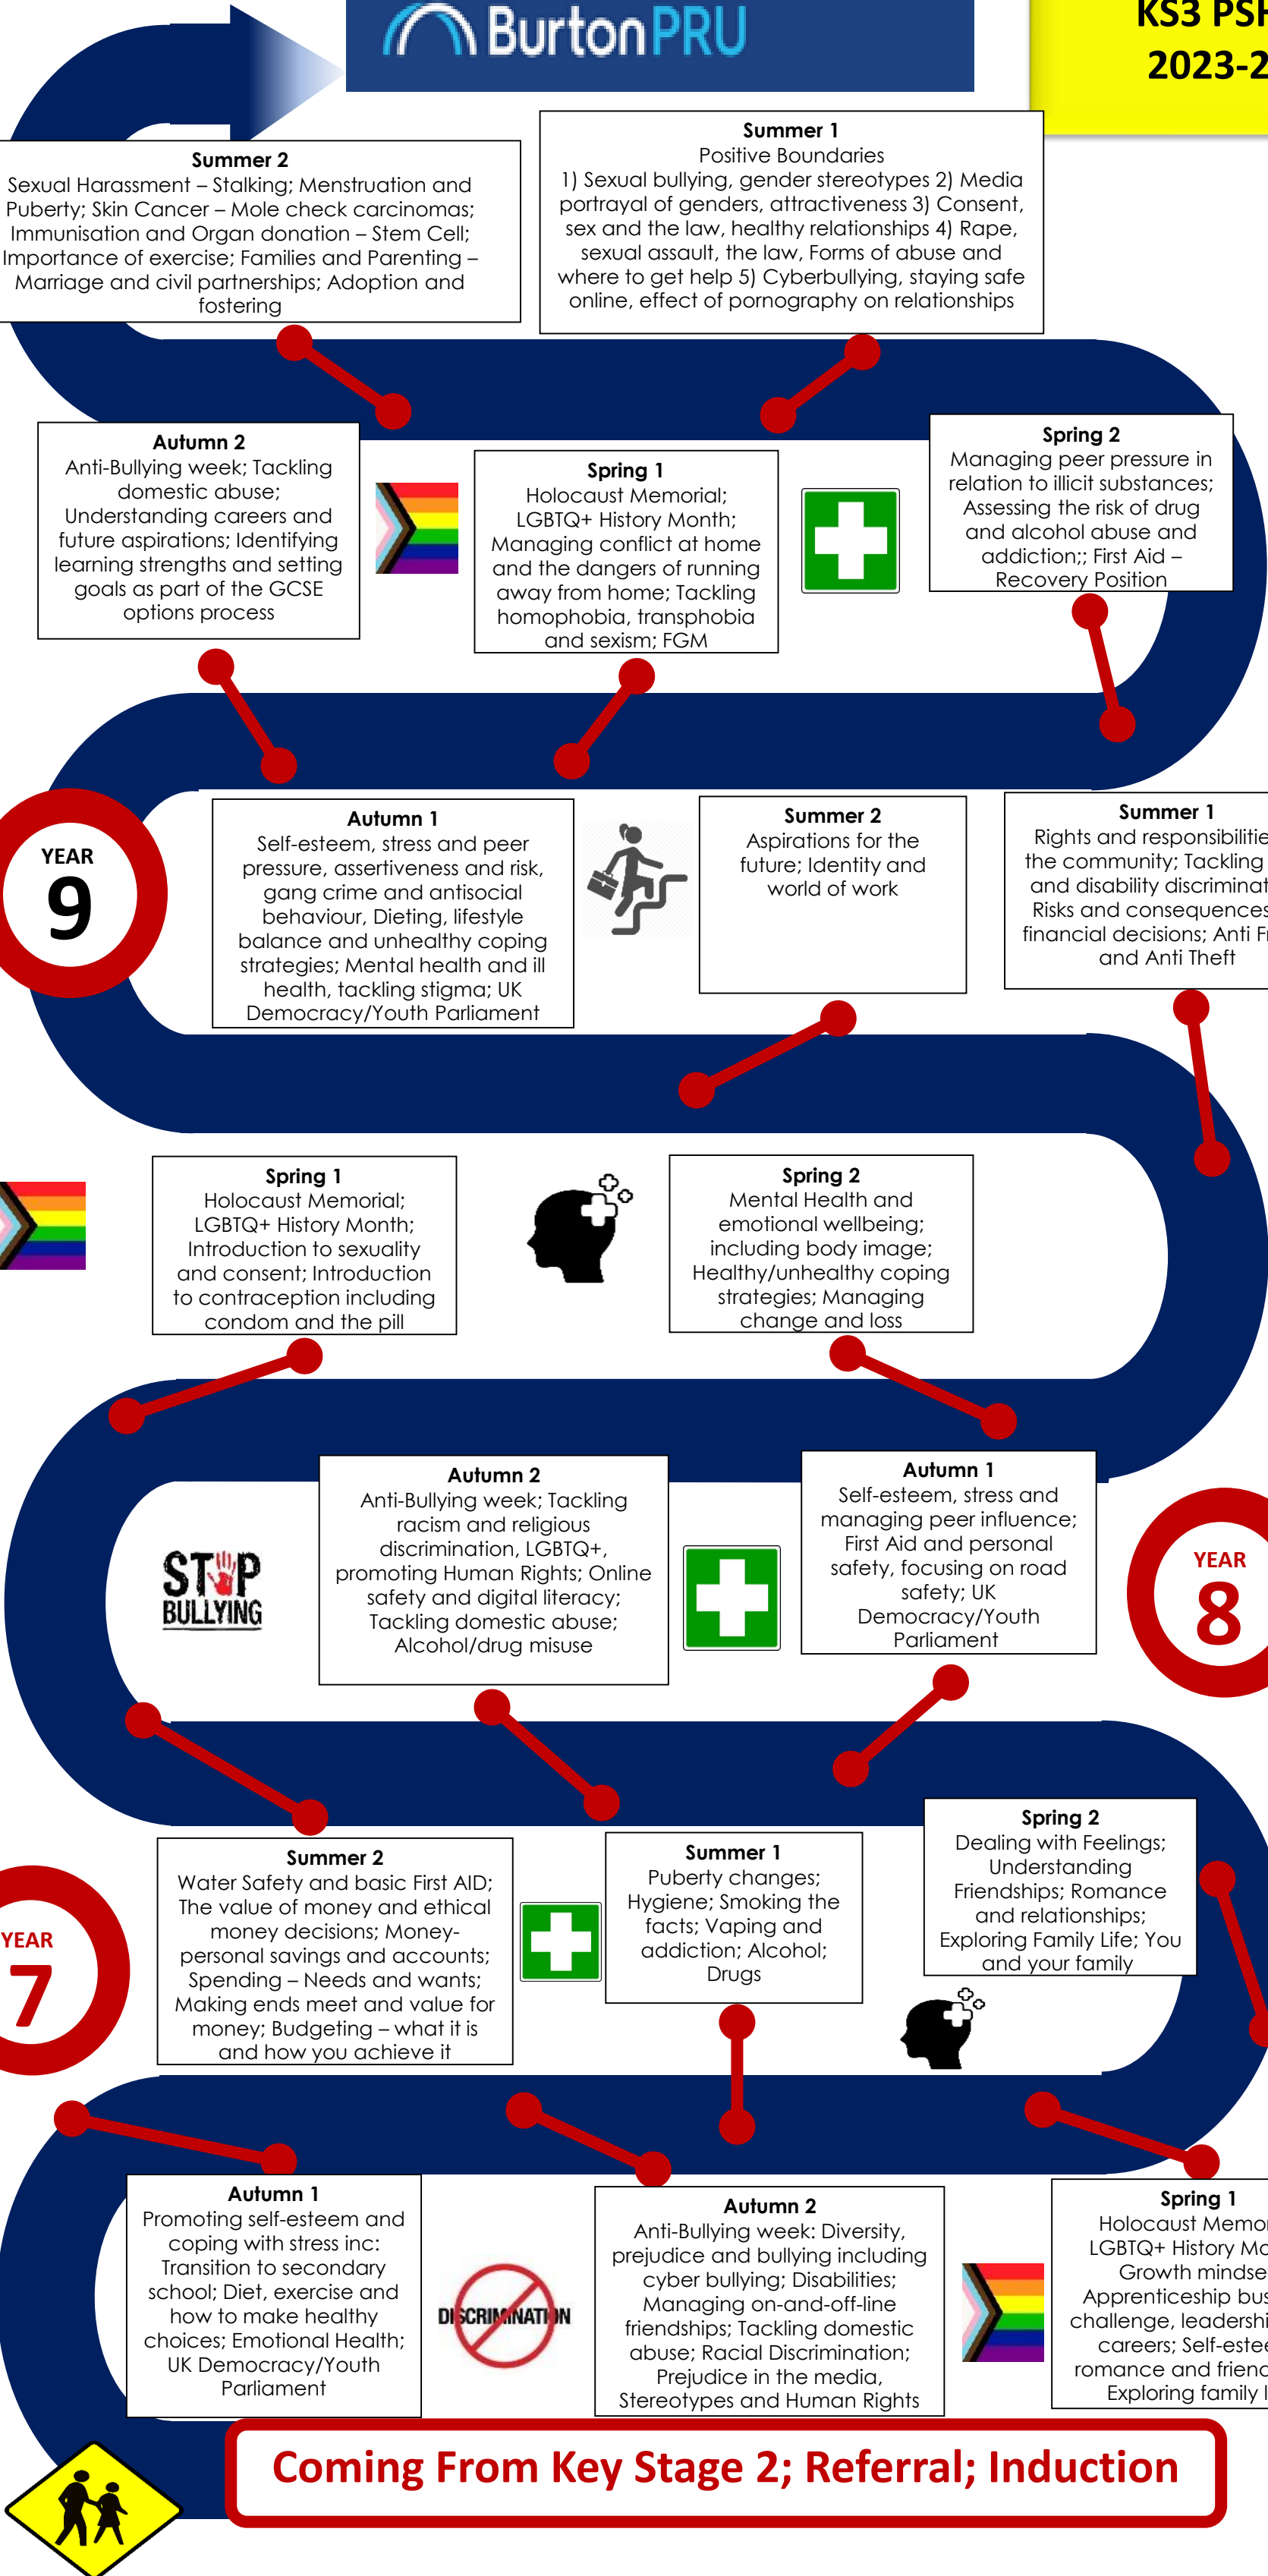 BurtonPRU
KS3 PSH
2023-2
Summer 2
Sexual Harassment – Stalking; Menstruation and
Puberty; Skin Cancer – Mole check carcinomas;
Immunisation and Organ donation – Stem Cell;
Importance of exercise; Families and Parenting –
Marriage and civil partnerships; Adoption and
fostering
Summer 1
Positive Boundaries
1) Sexual bullying, gender stereotypes 2) Media
portrayal of genders, attractiveness 3) Consent,
sex and the law, healthy relationships 4) Rape,
sexual assault, the law, Forms of abuse and
where to get help 5) Cyberbullying, staying safe
online, effect of pornography on relationships
Autumn 2
Anti-Bullying week; Tackling
domestic abuse;
Understanding careers and
future aspirations; Identifying
learning strengths and setting
goals as part of the GCSE
options process
Spring 1
Holocaust Memorial;
LGBTQ+ History Month;
Managing conflict at home
and the dangers of running
away from home; Tackling
homophobia, transphobia
and sexism; FGM
Spring 2
Managing peer pressure in
relation to illicit substances;
Assessing the risk of drug
and alcohol abuse and
addiction;; First Aid –
Recovery Position
YEAR
9
Autumn 1
Self-esteem, stress and peer
pressure, assertiveness and risk,
gang crime and antisocial
behaviour, Dieting, lifestyle
balance and unhealthy coping
strategies; Mental health and ill
health, tackling stigma; UK
Democracy/Youth Parliament
Summer 2
Aspirations for the
future; Identity and
world of work
Summer 1
Rights and responsibilitie
the community; Tackling
and disability discriminat
Risks and consequences
financial decisions; Anti Fr
and Anti Theft
Spring 1
Holocaust Memorial;
LGBTQ+ History Month;
Introduction to sexuality
and consent; Introduction
to contraception including
condom and the pill
Spring 2
Mental Health and
emotional wellbeing;
including body image;
Healthy/unhealthy coping
strategies; Managing
change and loss
STOP
BULLYING
Autumn 2
Anti-Bullying week; Tackling
racism and religious
discrimination, LGBTQ+,
promoting Human Rights; Online
safety and digital literacy;
Tackling domestic abuse;
Alcohol/drug misuse
Autumn 1
Self-esteem, stress and
managing peer influence;
First Aid and personal
safety, focusing on road
safety; UK
Democracy/Youth
Parliament
YEAR
8
YEAR
7
Summer 2
Water Safety and basic First AID;
The value of money and ethical
money decisions; Money-
personal savings and accounts;
Spending – Needs and wants;
Making ends meet and value for
money; Budgeting – what it is
and how you achieve it
Summer 1
Puberty changes;
Hygiene; Smoking the
facts; Vaping and
addiction; Alcohol;
Drugs
Spring 2
Dealing with Feelings;
Understanding
Friendships; Romance
and relationships;
Exploring Family Life; You
and your family
Autumn 1
Promoting self-esteem and
coping with stress inc:
Transition to secondary
school; Diet, exercise and
how to make healthy
choices; Emotional Health;
UK Democracy/Youth
Parliament
DISCRIMINATION
Autumn 2
Anti-Bullying week: Diversity,
prejudice and bullying including
cyber bullying; Disabilities;
Managing on-and-off-line
friendships; Tackling domestic
abuse; Racial Discrimination;
Prejudice in the media,
Stereotypes and Human Rights
Spring 1
Holocaust Memor
LGBTQ+ History Mo
Growth mindse
Apprenticeship bus
challenge, leadershi
careers; Self-estee
romance and frienc
Exploring family l
Coming From Key Stage 2; Referral; Induction